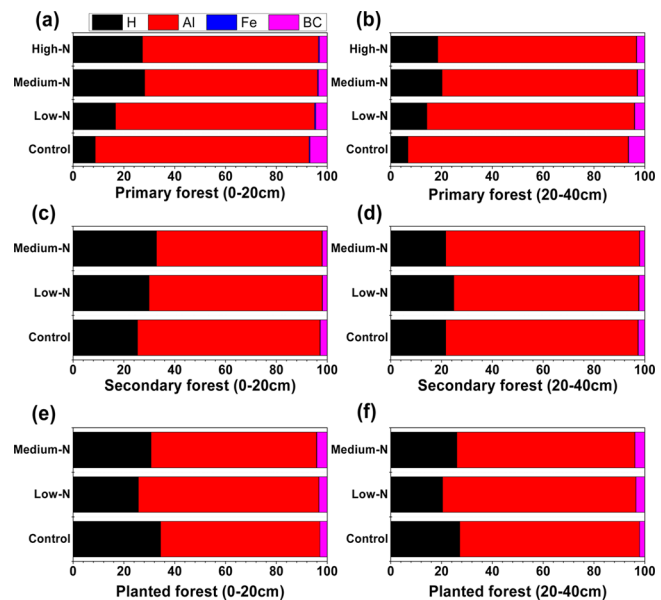 (a) H Al Fe BC (b)
High-N
Medium-N
Low-N
Control
0 20 40 60 80 100
Primary forest (0-20cm)
High-N
Medium-N
Low-N
Control
0 20 40 60 80 100
Primary forest (20-40cm)
(c)
Medium-N
Low-N
Control
0 20 40 60 80 100
Secondary forest (0-20cm)
(d)
Medium-N
Low-N
Control
0 20 40 60 80 100
Secondary forest (20-40cm)
(e)
Medium-N
Low-N
Control
0 20 40 60 80 100
Planted forest (0-20cm)
(f)
Medium-N
Low-N
Control
0 20 40 60 80 100
Planted forest (20-40cm)